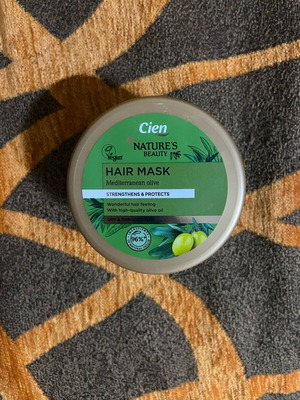 Cien
Vegan
NATURE'S
BEAUTY
HAIR MASK
Mediterranean olive
STRENGTHENS & PROTECTS
Wonderful hair feeling
With high-quality olive oil
96%